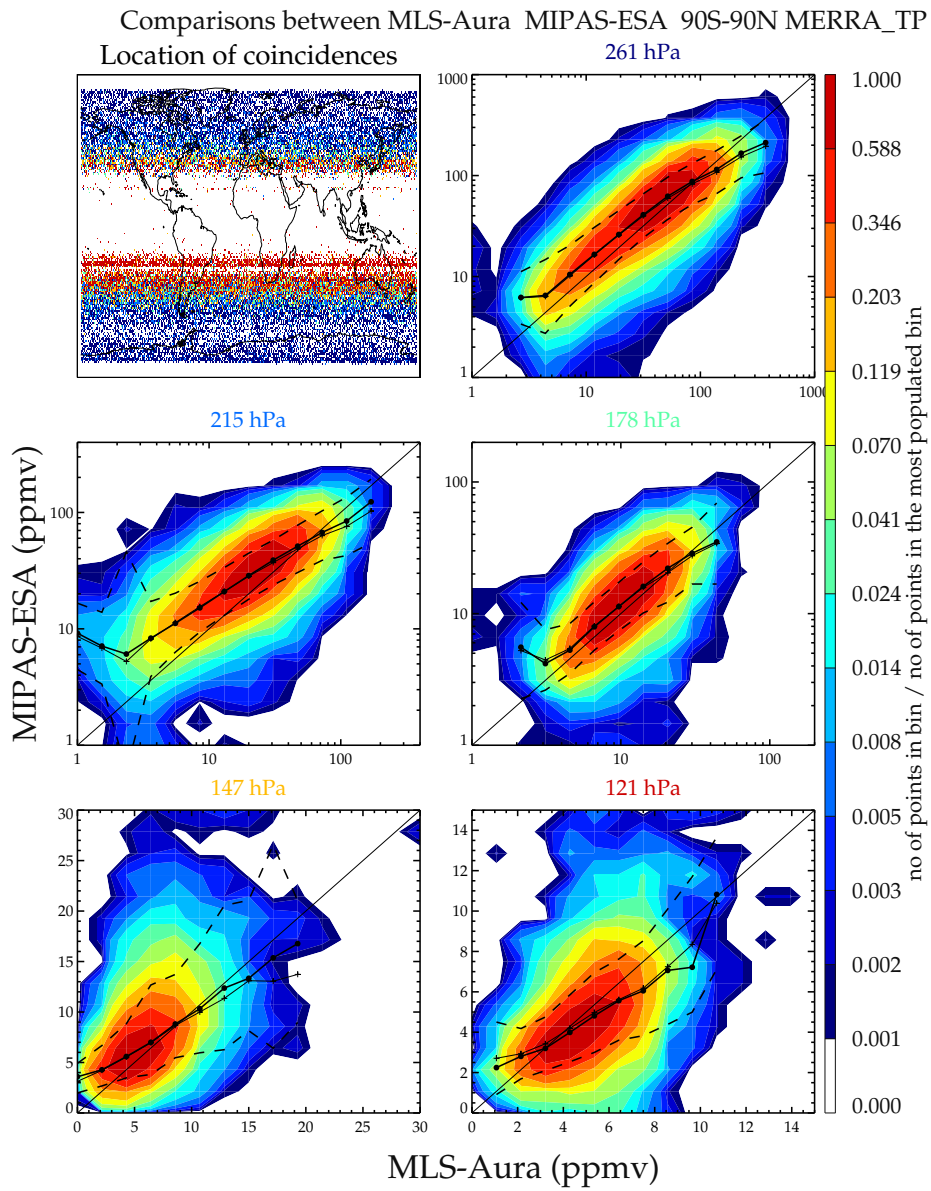 Comparisons between MLS-Aura  MIPAS-ESA  90S-90N MERRA_TP
Location of coincidences
261 hPa
1000
100
10
1
1 10 100 1000
215 hPa
100
10
1
1 10 100
178 hPa
100
10
1
1 10 100
147 hPa
30
25
20
15
10
5
0
0 5 10 15 20 25 30
121 hPa
14
12
10
8
6
4
2
0
0 2 4 6 8 10 12 14
MIPAS-ESA (ppmv)
MLS-Aura (ppmv)
1.000
0.588
0.346
0.203
0.119
0.070
0.041
0.024
0.014
0.008
0.005
0.003
0.002
0.001
0.000
no of points in bin / no of points in the most populated bin